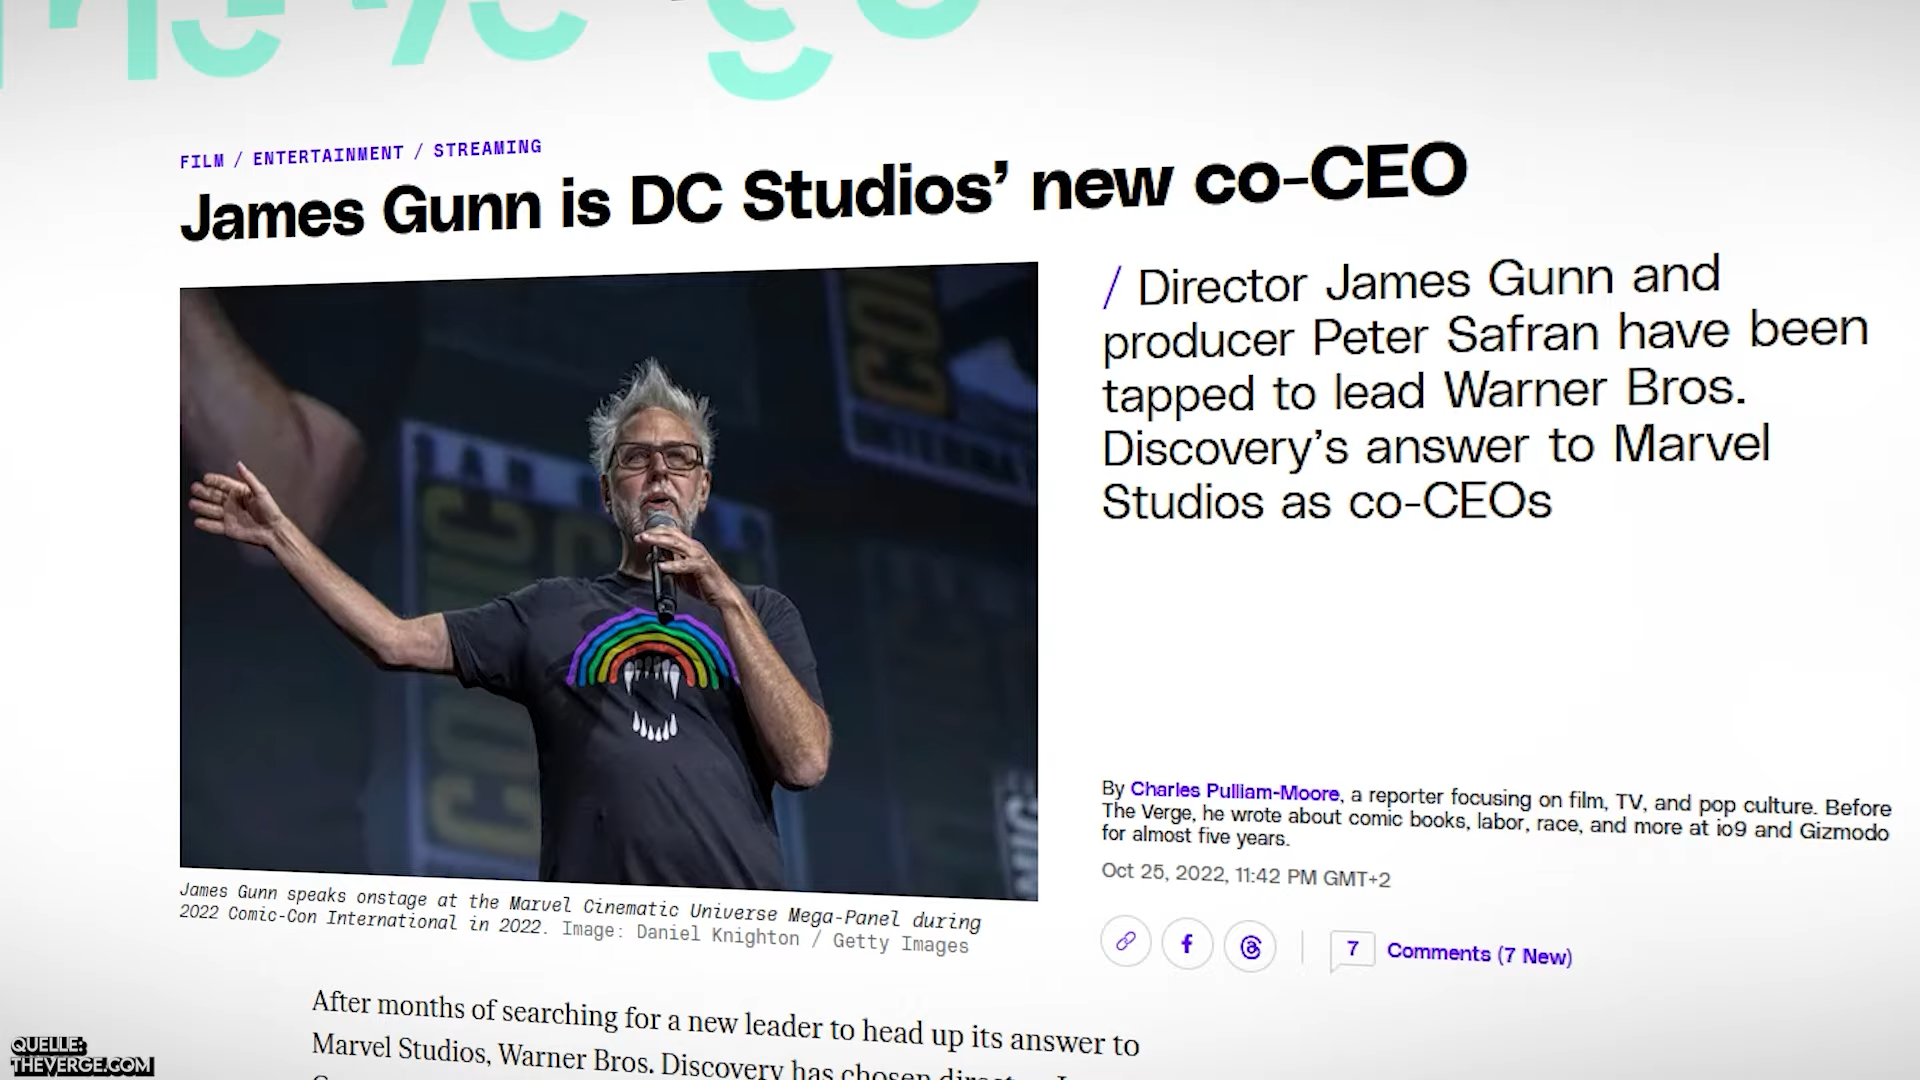 FILM / ENTERTAINMENT / STREAMING
James Gunn is DC Studios’ new co-CEO
/ Director James Gunn and
producer Peter Safran have been
tapped to lead Warner Bros.
Discovery’s answer to Marvel
Studios as co-CEOs
COMIC
By Charles Pulliam-Moore, a reporter focusing on film, TV, and pop culture. Before
The Verge, he wrote about comic books, labor, race, and more at io9 and Gizmodo
for almost five years.
Oct 25, 2022, 11:42 PM GMT+2
7 Comments (7 New)
James Gunn speaks onstage at the Marvel Cinematic Universe Mega-Panel during
2022 Comic-Con International in 2022. Image: Daniel Knighton / Getty Images
After months of searching for a new leader to head up its answer to
Marvel Studios, Warner Bros. Discovery has chosen
QUELLE:
THEVERGE.COM